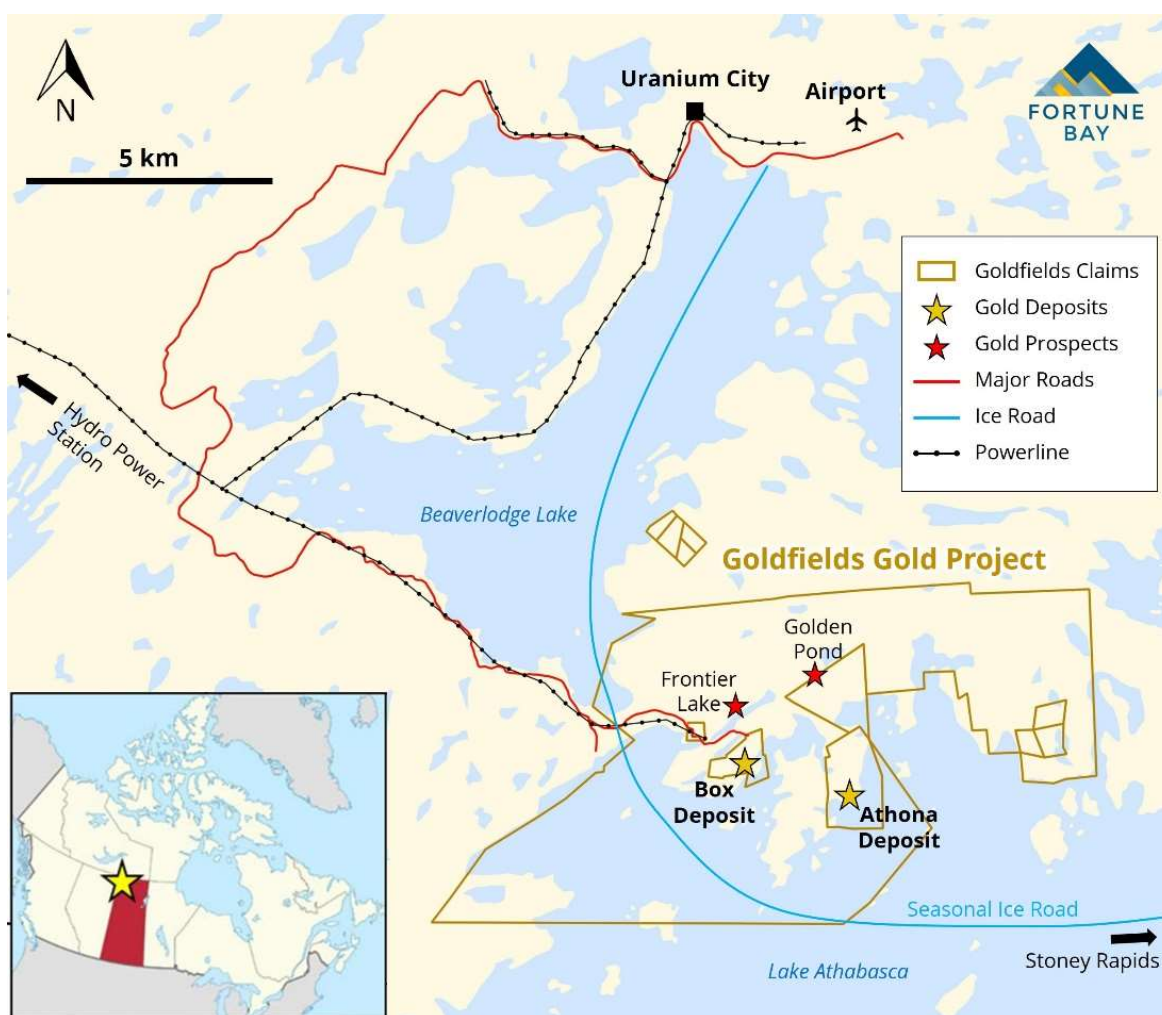 Uranium City
Airport
FORTUNE
BAY
N
5 km
Goldfields Claims
Gold Deposits
Gold Prospects
Major Roads
Ice Road
Powerline
Hydro Power
Station
Beaverlodge Lake
Goldfields Gold Project
Golden
Pond
Frontier
Lake
Box
Deposit
Athona
Deposit
Seasonal Ice Road
Stoney Rapids
Lake Athabasca